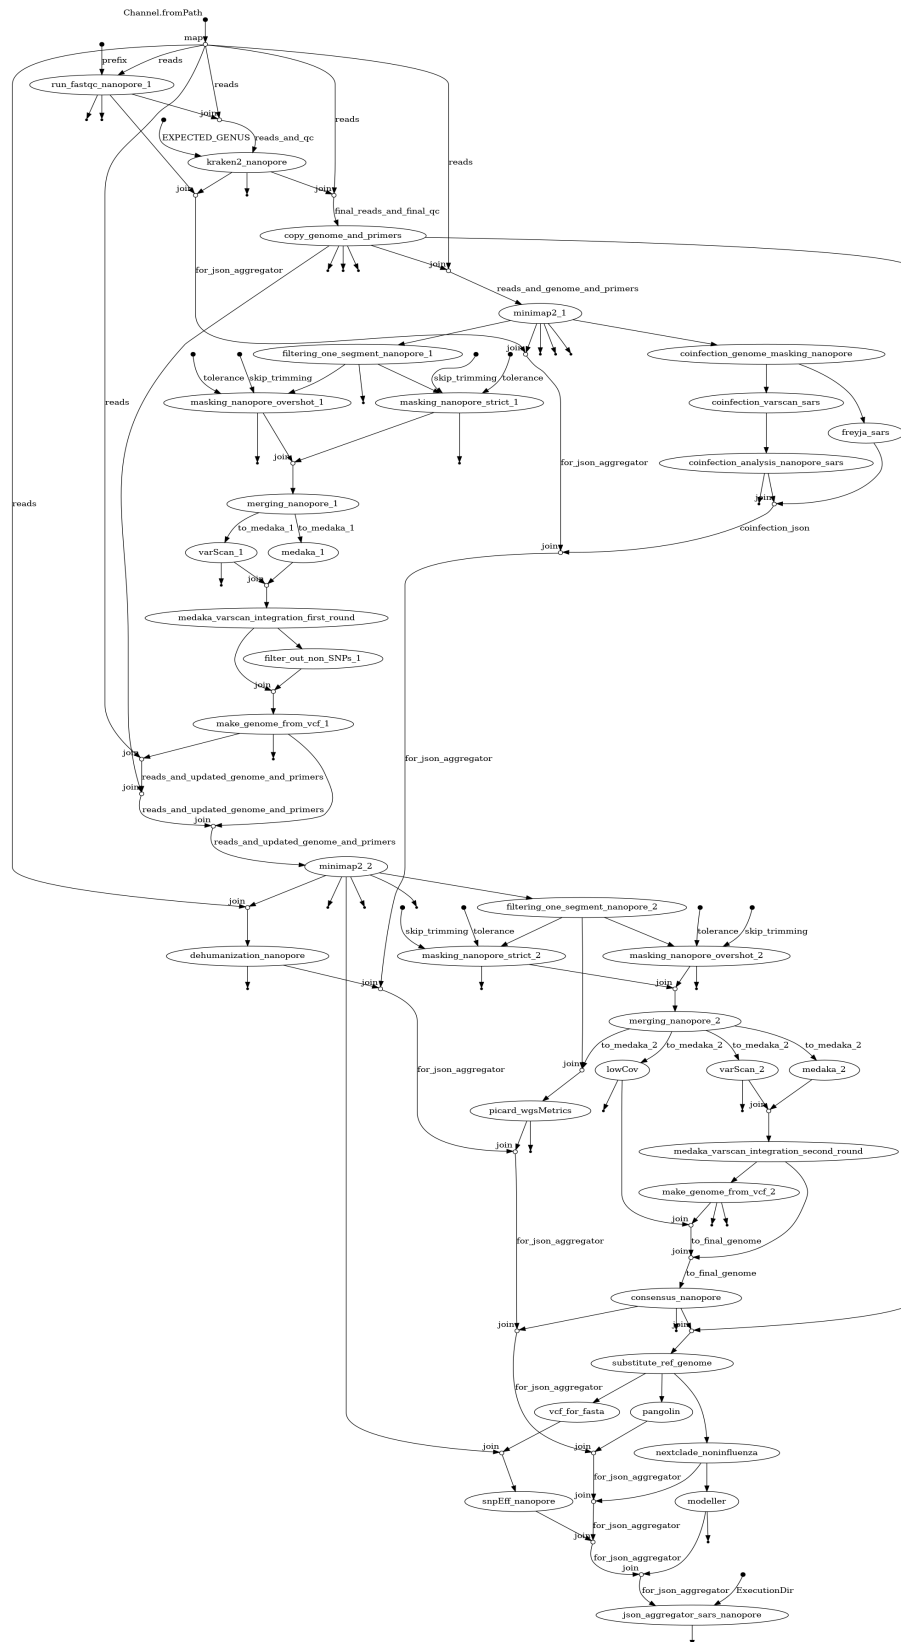 Channel.fromPath
map
prefix
reads
run_fastqc_nanopore_1
reads
reads
join
EXPECTED_GENUS
reads_and_qc
kraken2_nanopore
reads
join
join
final_reads_and_final_qc
copy_genome_and_primers
for_json_aggregator
join
reads_and_genome_and_primers
minimap2_1
join
filtering_one_segment_nanopore_1
coinfection_genome_masking_nanopore
tolerance
skip_trimming
skip_trimming
tolerance
masking_nanopore_overshot_1
masking_nanopore_strict_1
coinfection_varscan_sars
reads
freyja_sars
join
for_json_aggregator
coinfection_analysis_nanopore_sars
join
reads
merging_nanopore_1
coinfection_json
to_medaka_1
to_medaka_1
join
varScan_1
medaka_1
join
medaka_varscan_integration_first_round
filter_out_non_SNPs_1
join
make_genome_from_vcf_1
join
for_json_aggregator
reads_and_updated_genome_and_primers
join
reads_and_updated_genome_and_primers
join
reads_and_updated_genome_and_primers
minimap2_2
join
filtering_one_segment_nanopore_2
skip_trimming
tolerance
tolerance
skip_trimming
dehumanization_nanopore
masking_nanopore_strict_2
masking_nanopore_overshot_2
join
join
merging_nanopore_2
to_medaka_2
to_medaka_2
to_medaka_2
to_medaka_2
for_json_aggregator
join
lowCov
varScan_2
medaka_2
picard_wgsMetrics
join
join
medaka_varscan_integration_second_round
make_genome_from_vcf_2
join
for_json_aggregator
to_final_genome
join
to_final_genome
consensus_nanopore
join
join
substitute_ref_genome
for_json_aggregator
vcf_for_fasta
pangolin
join
join
nextclade_noninfluenza
for_json_aggregator
join
snpEff_nanopore
modeller
for_json_aggregator
join
for_json_aggregator
join
for_json_aggregator
ExecutionDir
json_aggregator_sars_nanopore